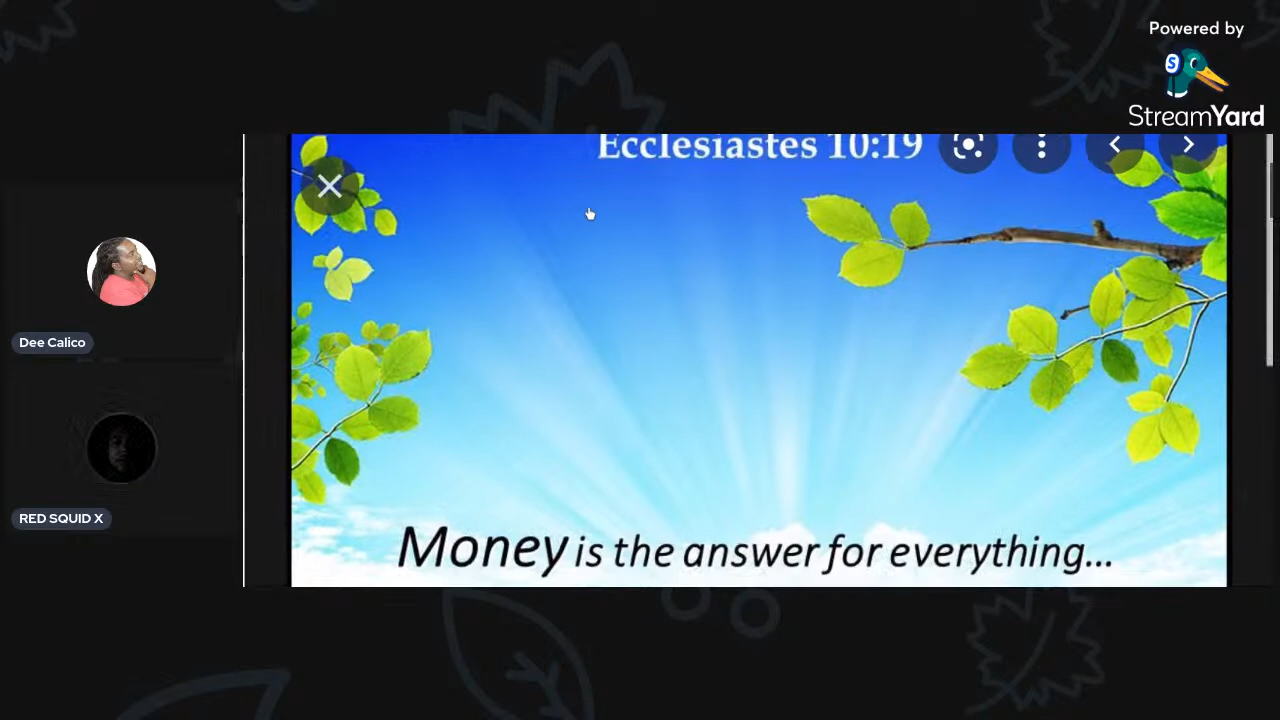 Powered by
StreamYard
Ecclesiastes 10:19
Dee Calico
RED SQUID X
Money is the answer for everything...